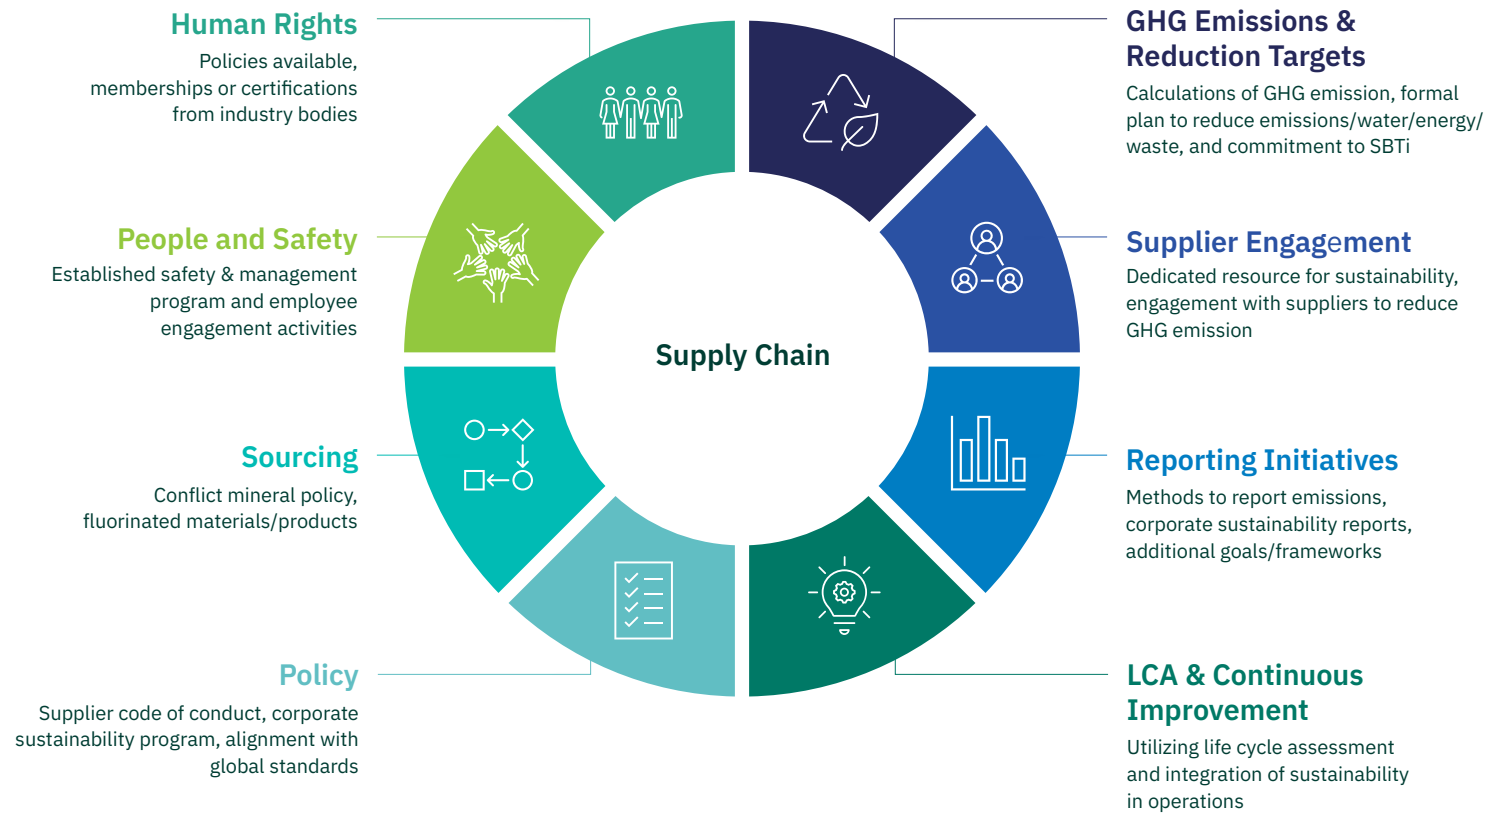 Human Rights
Policies available,
memberships or certifications
from industry bodies
People and Safety
Established safety & management
program and employee
engagement activities
Sourcing
Conflict mineral policy,
fluorinated materials/products
Policy
Supplier code of conduct, corporate
sustainability program, alignment with
global standards
Supply Chain
GHG Emissions &
Reduction Targets
Calculations of GHG emission, formal
plan to reduce emissions/water/energy/
waste, and commitment to SBTi
Supplier Engagement
Dedicated resource for sustainability,
engagement with suppliers to reduce
GHG emission
Reporting Initiatives
Methods to report emissions,
corporate sustainability reports,
additional goals/frameworks
LCA & Continuous
Improvement
Utilizing life cycle assessment
and integration of sustainability
in operations